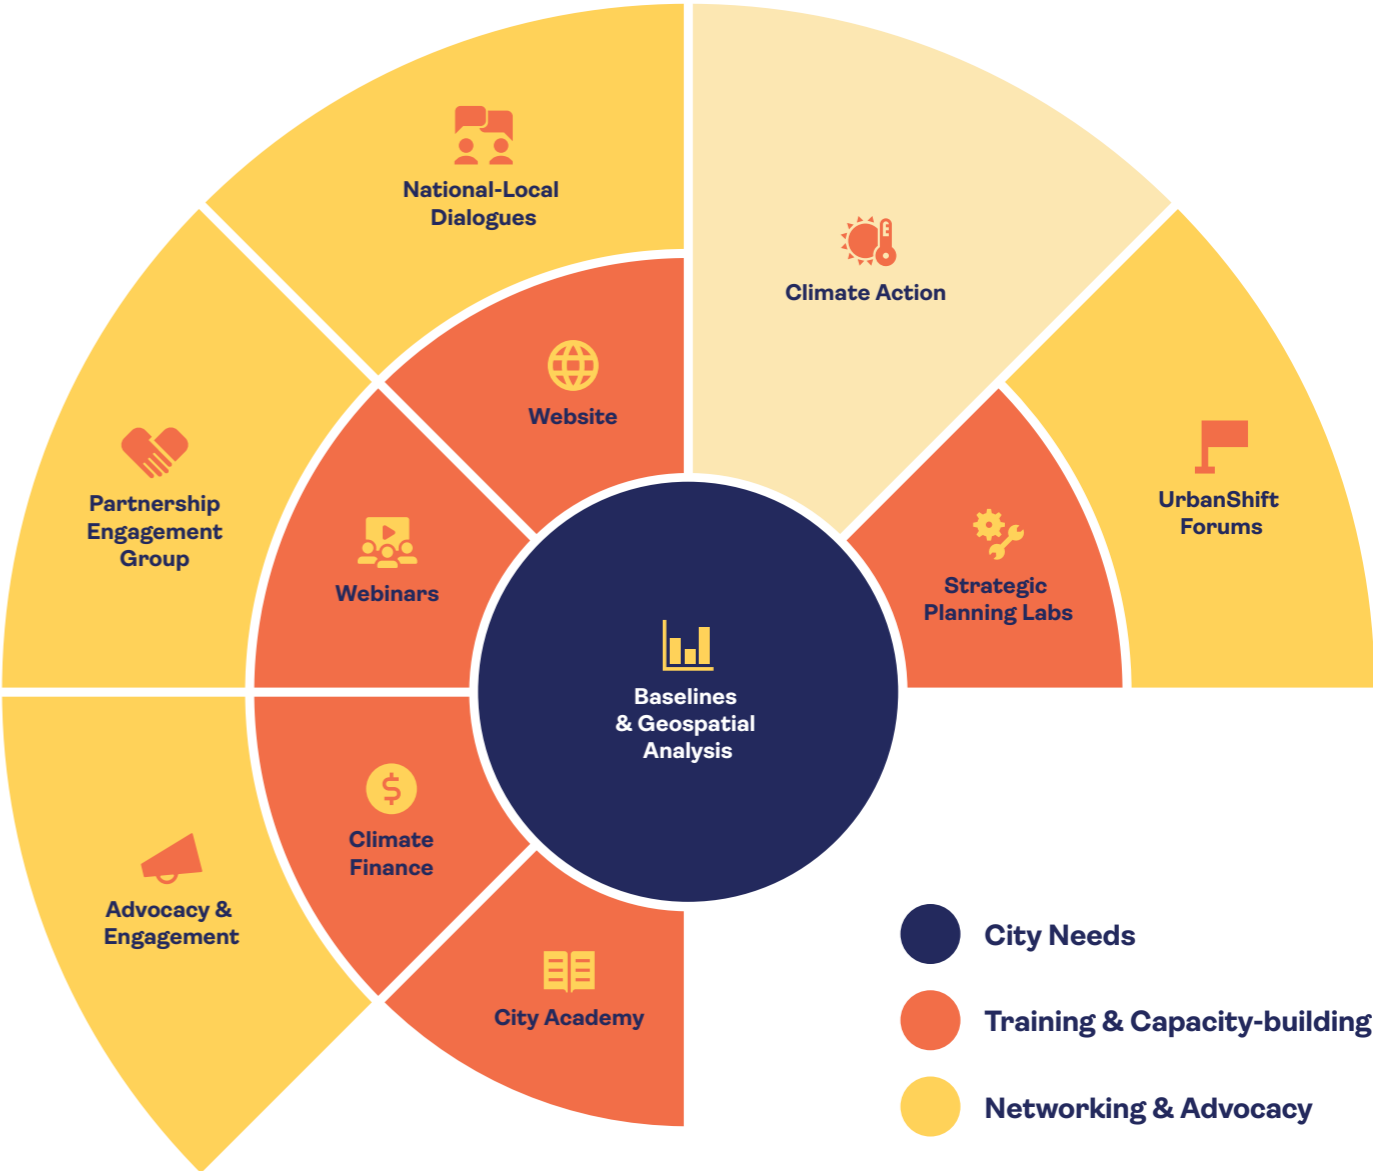 National-Local
Dialogues
Climate Action
Website
Partnership
Engagement
Group
UrbanShift
Forums
Webinars
Strategic
Planning Labs
Baselines
& Geospatial
Analysis
Climate
Finance
Advocacy &
Engagement
City Academy
City Needs
Training & Capacity-building
Networking & Advocacy